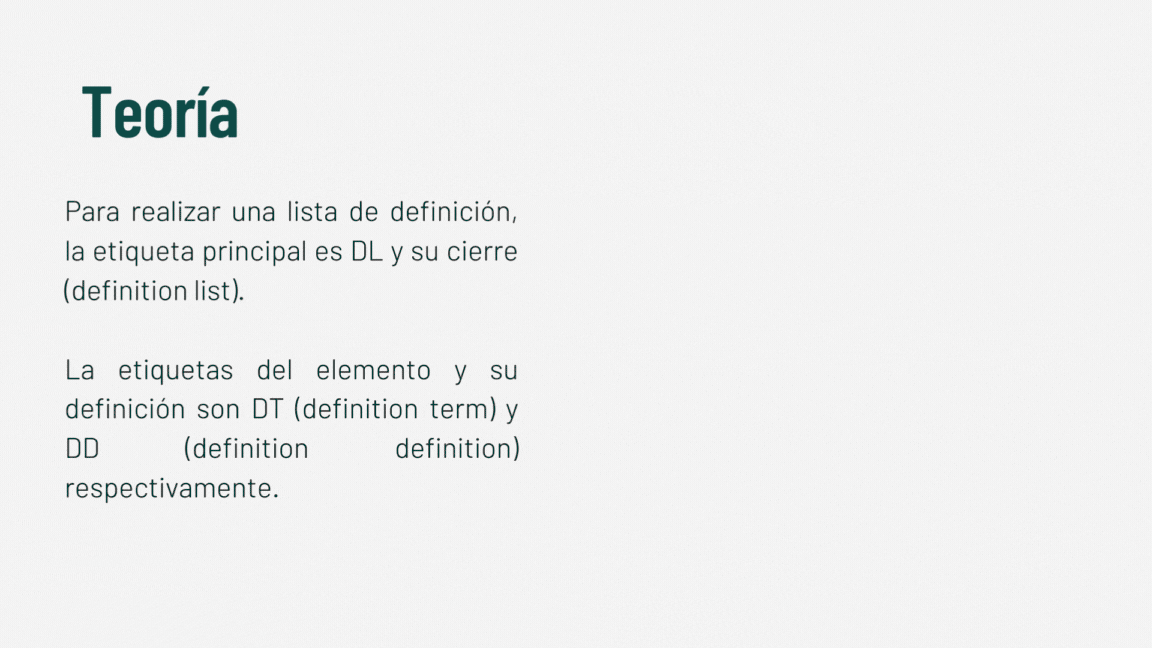 Teoría
Para realizar una lista de definición,
la etiqueta principal es DL y su cierre
(definition list).
La etiquetas del elemento y su
definición son DT (definition term) y
DD (definition definition)
respectivamente.